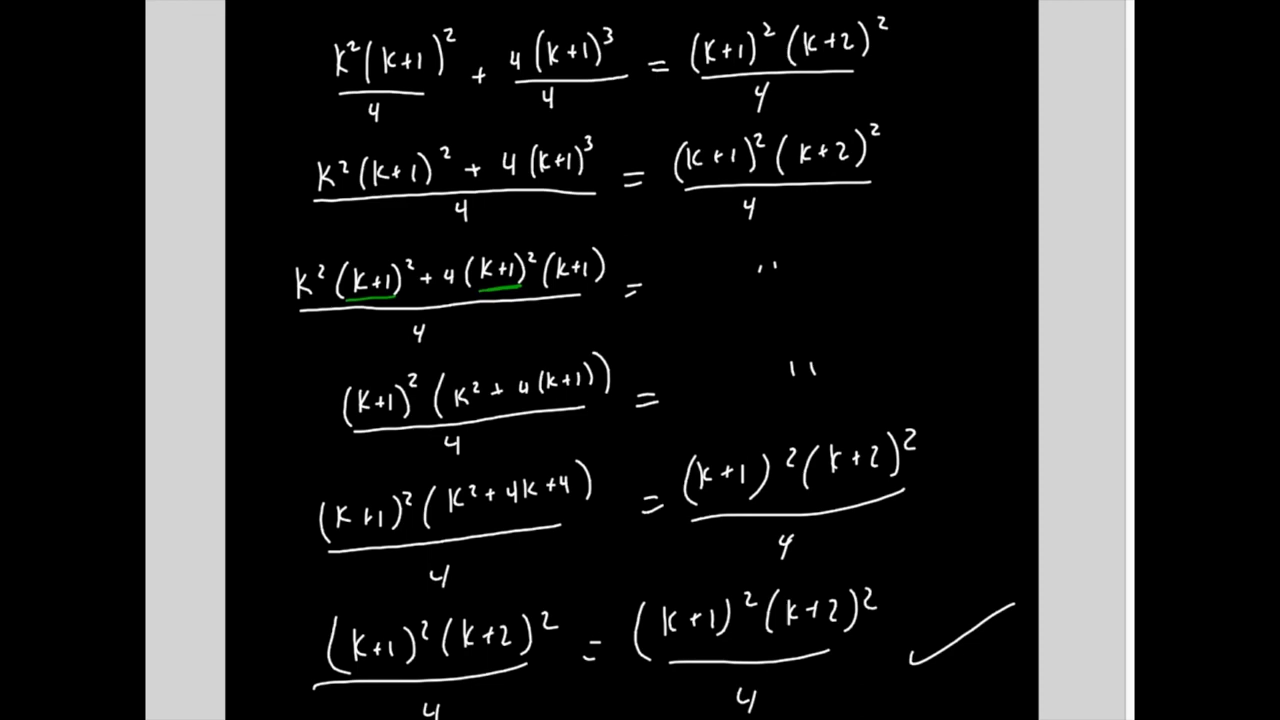 k²(k+1)²/4 + 4(k+1)³/4 = (k+1)²(k+2)²/4
k²(k+1)² + 4(k+1)³/4 = (k+1)²(k+2)²/4
k²(k+1)² + 4(k+1)²(k+1)/4 = "
(k+1)²(k² + 4(k+1))/4 = "
(k+1)²(k² + 4k + 4)/4 = (k+1)²(k+2)²/4
(k+1)²(k+2)²/4 = (k+1)²(k+2)²/4 ✓